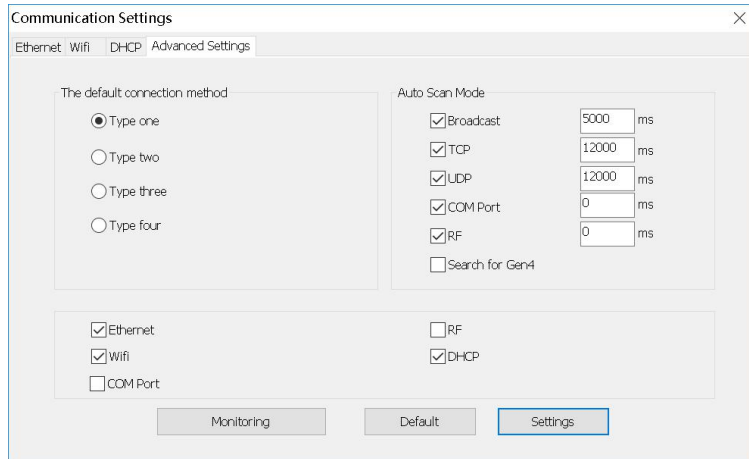 Communication Settings
Ethernet Wifi DHCP Advanced Settings
The default connection method
Type one
Type two
Type three
Type four
Auto Scan Mode
Broadcast 5000 ms
TCP 12000 ms
UDP 12000 ms
COM Port 0 ms
RF 0 ms
Search for Gen4
Ethernet RF
Wifi DHCP
COM Port
Monitoring Default Settings